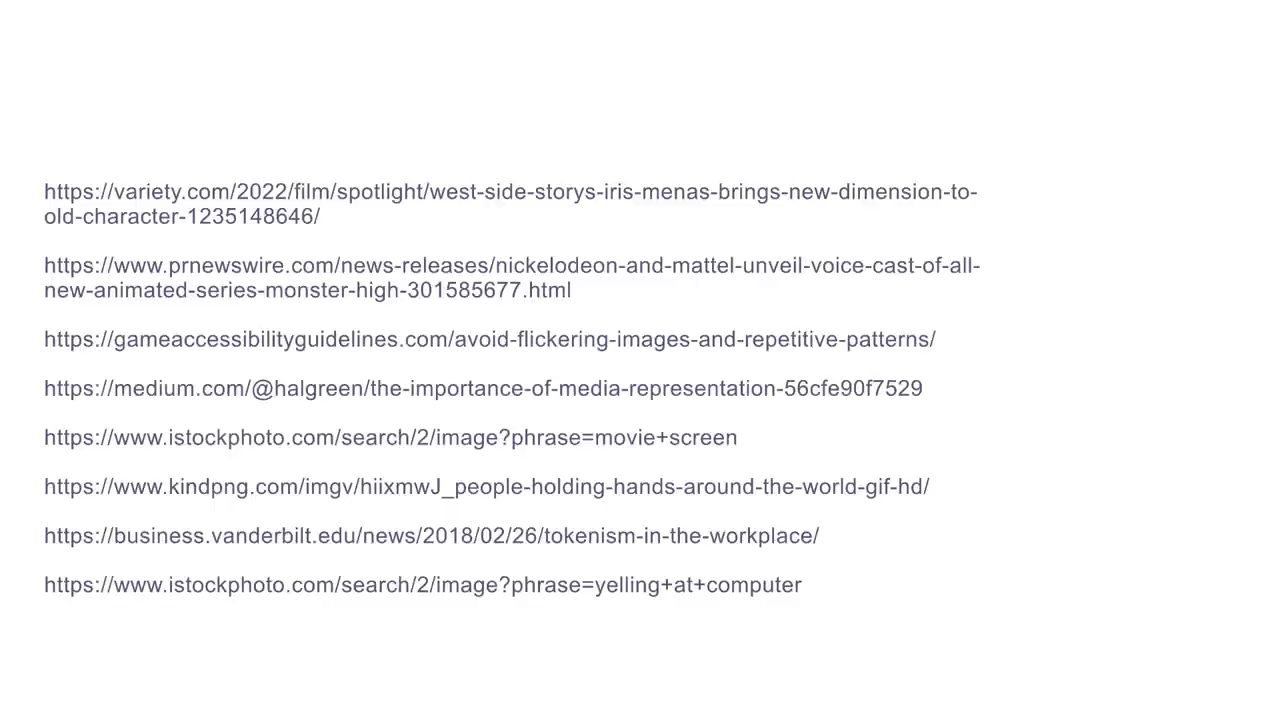 https://variety.com/2022/film/spotlight/west-side-storys-iris-menas-brings-new-dimension-to-
old-character-1235148646/
https://www.prnewswire.com/news-releases/nickelodeon-and-mattel-unveil-voice-cast-of-all-
new-animated-series-monster-high-301585677.html
https://gameaccessibilityguidelines.com/avoid-flickering-images-and-repetitive-patterns/
https://medium.com/@halgreen/the-importance-of-media-representation-56cfe90f7529
https://www.istockphoto.com/search/2/image?phrase=movie+screen
https://www.kindpng.com/imgv/hiixmwJ_people-holding-hands-around-the-world-gif-hd/
https://business.vanderbilt.edu/news/2018/02/26/tokenism-in-the-workplace/
https://www.istockphoto.com/search/2/image?phrase=yelling+at+computer